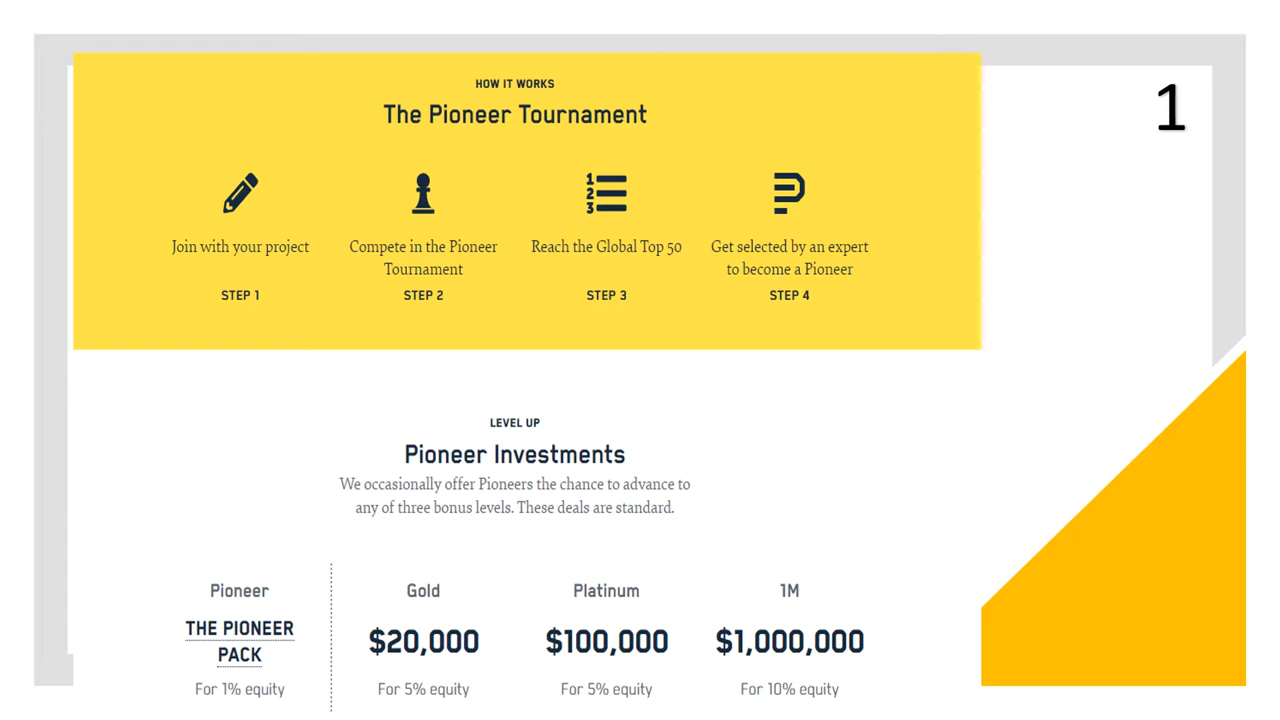 1
HOW IT WORKS
The Pioneer Tournament
1
2
3
Join with your project
Compete in the Pioneer
Tournament
Reach the Global Top 50
Get selected by an expert
to become a Pioneer
STEP 1
STEP 2
STEP 3
STEP 4
LEVEL UP
Pioneer Investments
We occasionally offer Pioneers the chance to advance to
any of three bonus levels. These deals are standard.
Pioneer
THE PIONEER
PACK
For 1% equity
Gold
$20,000
For 5% equity
Platinum
$100,000
For 5% equity
1M
$1,000,000
For 10% equity